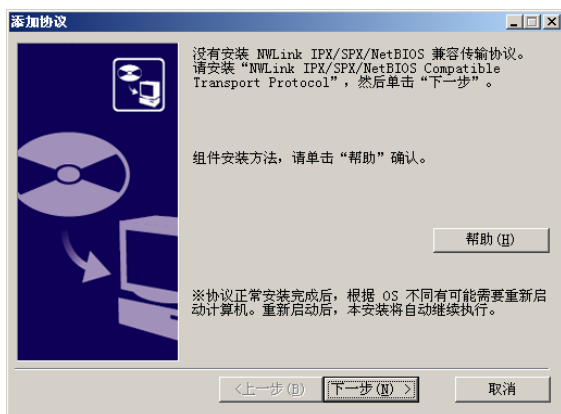 添加协议
没有安装 NWLink IPX/SPX/NetBIOS 兼容传输协议。
请安装“NWLink IPX/SPX/NetBIOS Compatible
Transport Protocol”，然后单击“下一步”。
组件安装方法，请单击“帮助”确认。
帮助(H)
※协议正常安装完成后，根据 OS 不同有可能需要重新启
动计算机。重新启动后，本安装将自动继续执行。
<上一步(B)
下一步(N) >
取消